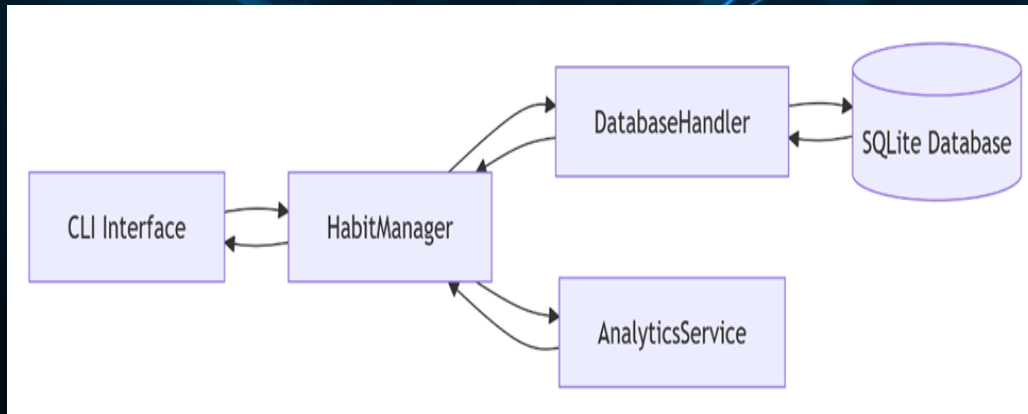 CLI Interface
HabitManager
DatabaseHandler
SQLite Database
AnalyticsService